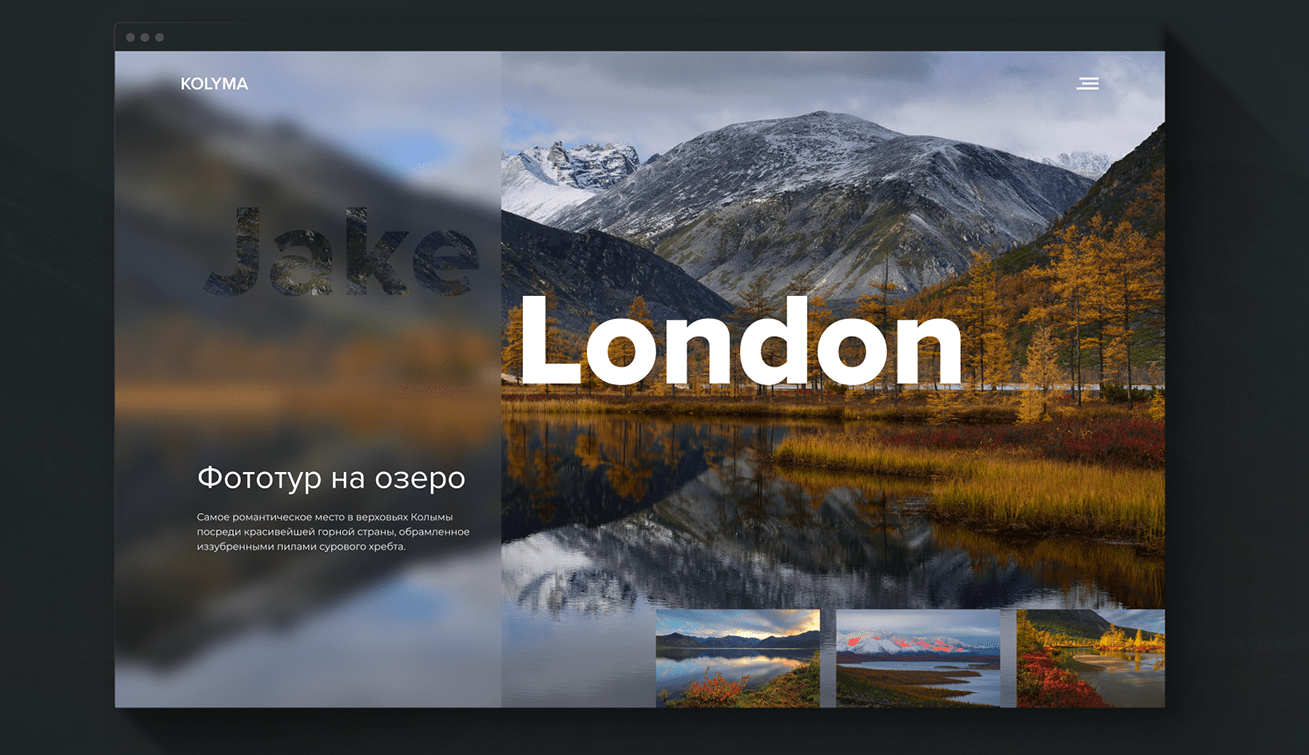 KOLYMA
Jake
London
Фототур на озеро
Самое романтическое место в верховьях Колымы
посреди красивейшей горной страны, обрамленное
иззубренными пилами сурового хребта.